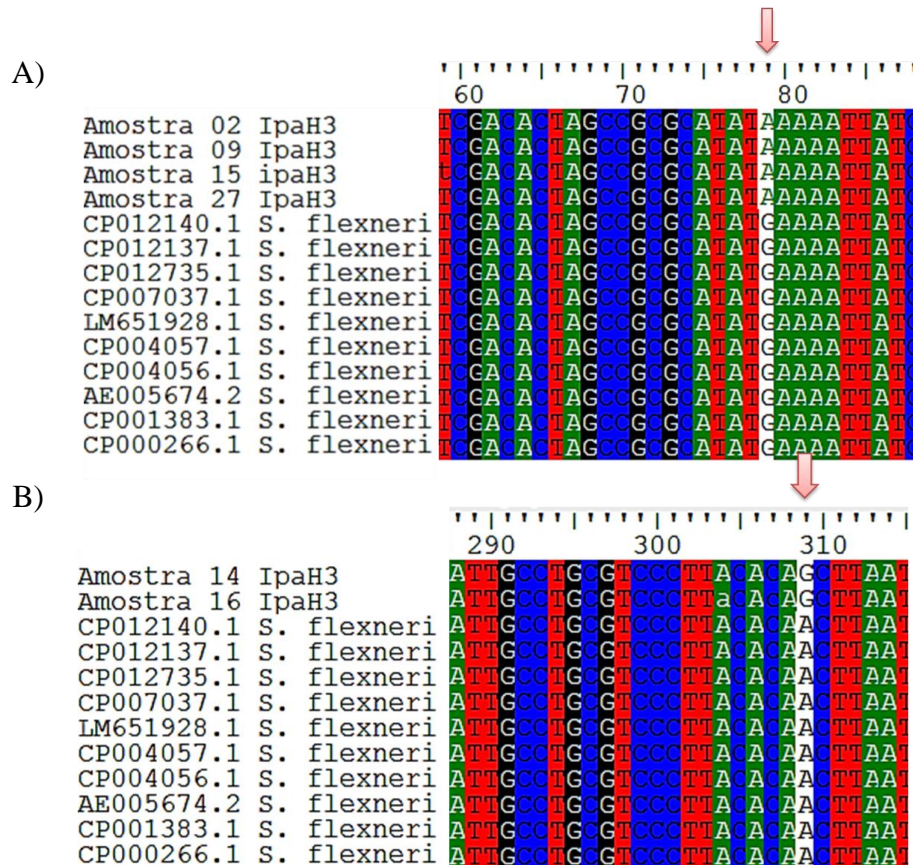 A)
60 70 80
Amostra 02 IpaH3 TCGACACTAGCCGCGCATATAAAAATTATC
Amostra 09 IpaH3 TCGACACTAGCCGCGCATATAAAAATTATC
Amostra 15 ipaH3 tCGACACTAGCCGCGCATATAAAAATTATC
Amostra 27 IpaH3 TCGACACTAGCCGCGCATATAAAAATTATC
CP012140.1 S. flexneri TCGACACTAGCCGCGCATATGAAAATTATC
CP012137.1 S. flexneri TCGACACTAGCCGCGCATATGAAAATTATC
CP012735.1 S. flexneri TCGACACTAGCCGCGCATATGAAAATTATC
CP007037.1 S. flexneri TCGACACTAGCCGCGCATATGAAAATTATC
LM651928.1 S. flexneri TCGACACTAGCCGCGCATATGAAAATTATC
CP004057.1 S. flexneri TCGACACTAGCCGCGCATATGAAAATTATC
CP004056.1 S. flexneri TCGACACTAGCCGCGCATATGAAAATTATC
AE005674.2 S. flexneri TCGACACTAGCCGCGCATATGAAAATTATC
CP001383.1 S. flexneri TCGACACTAGCCGCGCATATGAAAATTATC
CP000266.1 S. flexneri TCGACACTAGCCGCGCATATGAAAATTATC
B)
290 300 310
Amostra 14 IpaH3 ATTGCCTGCGTCCCTTACACAGCTTAAT
Amostra 16 IpaH3 ATTGCCTGCGTCCCTTaCACAGCTTAAT
CP012140.1 S. flexneri ATTGCCTGCGTCCCTTACACAACTTAAT
CP012137.1 S. flexneri ATTGCCTGCGTCCCTTACACAACTTAAT
CP012735.1 S. flexneri ATTGCCTGCGTCCCTTACACAACTTAAT
CP007037.1 S. flexneri ATTGCCTGCGTCCCTTACACAACTTAAT
LM651928.1 S. flexneri ATTGCCTGCGTCCCTTACACAACTTAAT
CP004057.1 S. flexneri ATTGCCTGCGTCCCTTACACAACTTAAT
CP004056.1 S. flexneri ATTGCCTGCGTCCCTTACACAACTTAAT
AE005674.2 S. flexneri ATTGCCTGCGTCCCTTACACAACTTAAT
CP001383.1 S. flexneri ATTGCCTGCGTCCCTTACACAACTTAAT
CP000266.1 S. flexneri ATTGCCTGCGTCCCTTACACAACTTAAT